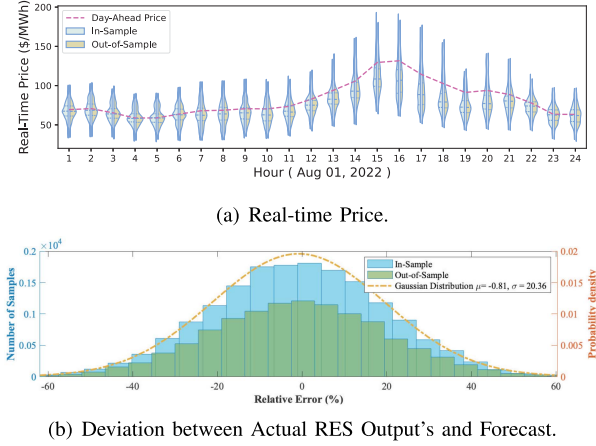 200
150
100
50
Real-Time Price ($/MWh)
Day-Ahead Price
In-Sample
Out-of-Sample
1 2 3 4 5 6 7 8 9 10 11 12 13 14 15 16 17 18 19 20 21 22 23 24
Hour ( Aug 01, 2022 )
(a) Real-time Price.
×10⁴
0.2
0.15
0.1
0.05
0
Number of Samples
In-Sample
Out-of-Sample
Gaussian Distribution μ= -0.81, σ = 20.36
0.02
0.015
0.01
0.005
0
Probability density
-60 -40 -20 0 20 40 60
Relative Error (%)
(b) Deviation between Actual RES Output's and Forecast.